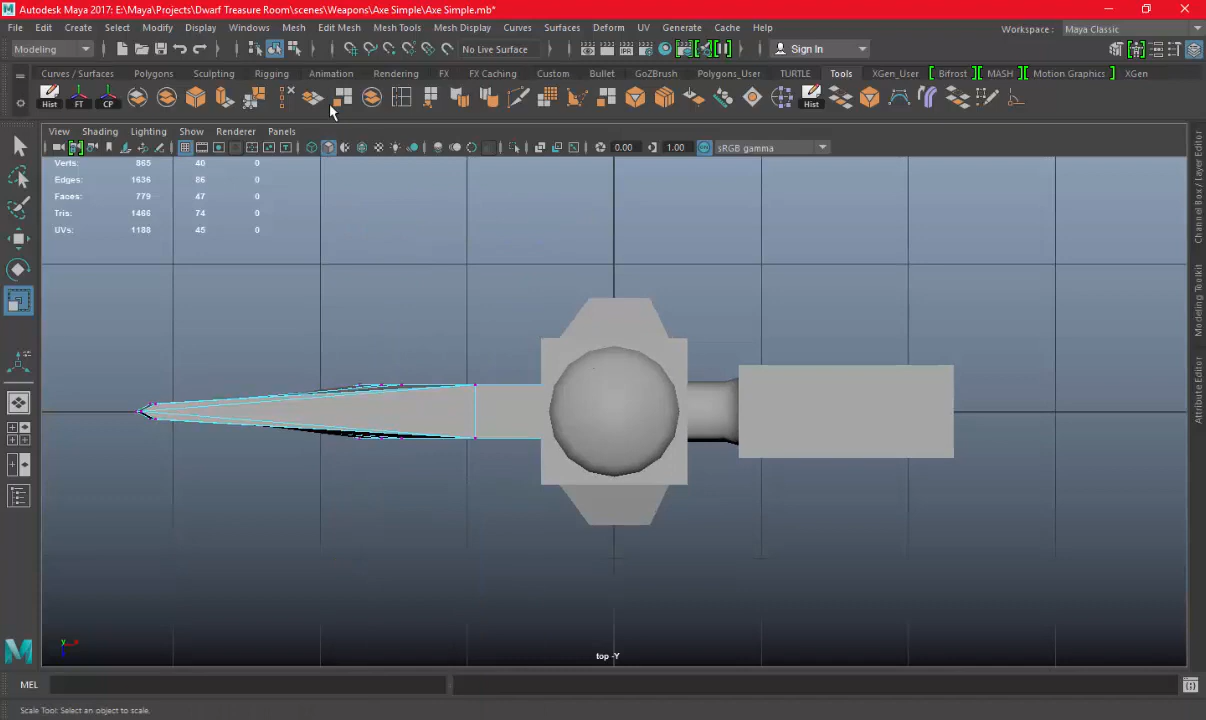 Autodesk Maya 2017: E:\Maya\Projects\Dwarf Treasure Room\scenes\Weapons\Axe Simple\Axe Simple.mb*
File Edit Create Select Modify Display Windows Mesh Edit Mesh Mesh Tools Mesh Display Curves Surfaces Deform UV Generate Cache Help Workspace : Maya Classic
Modeling No Live Surface Sign In
Curves / Surfaces Polygons Sculpting Rigging Animation Rendering FX FX Caching Custom Bullet GoZBrush Polygons_User TURTLE Tools XGen_User Bifrost MASH Motion Graphics XGen
Hist FT CP Hist
View Shading Lighting Show Renderer Panels
0.00 1.00 sRGB gamma
Verts: 865 40 0
Edges: 1636 86 0
Faces: 779 47 0
Tris: 1466 74 0
UVs: 1188 45 0
Channel Box / Layer Editor
Modeling Toolkit
Attribute Editor
top -Y
MEL
Scale Tool: Select an object to scale.